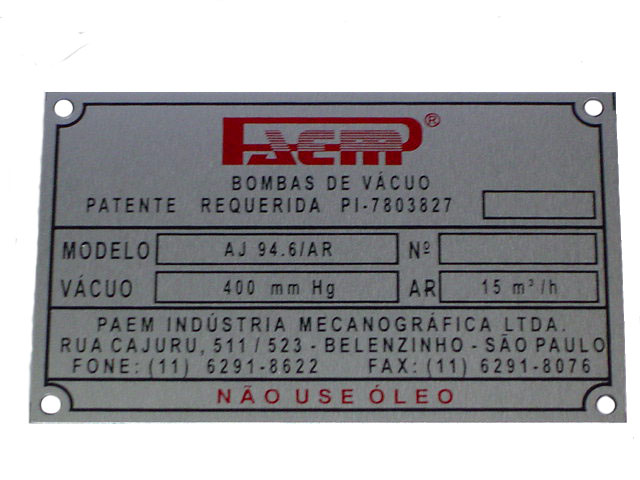 PAEM®
BOMBAS DE VÁCUO
PATENTE REQUERIDA PI-7803827
MODELO AJ 94.6/AR Nº
VÁCUO 400 mm Hg AR 15 m³/h
PAEM INDÚSTRIA MECANOGRÁFICA LTDA.
RUA CAJURU, 511 / 523 - BELENZINHO - SÃO PAULO
FONE: (11) 6291-8622 FAX: (11) 6291-8076
NÃO USE ÓLEO